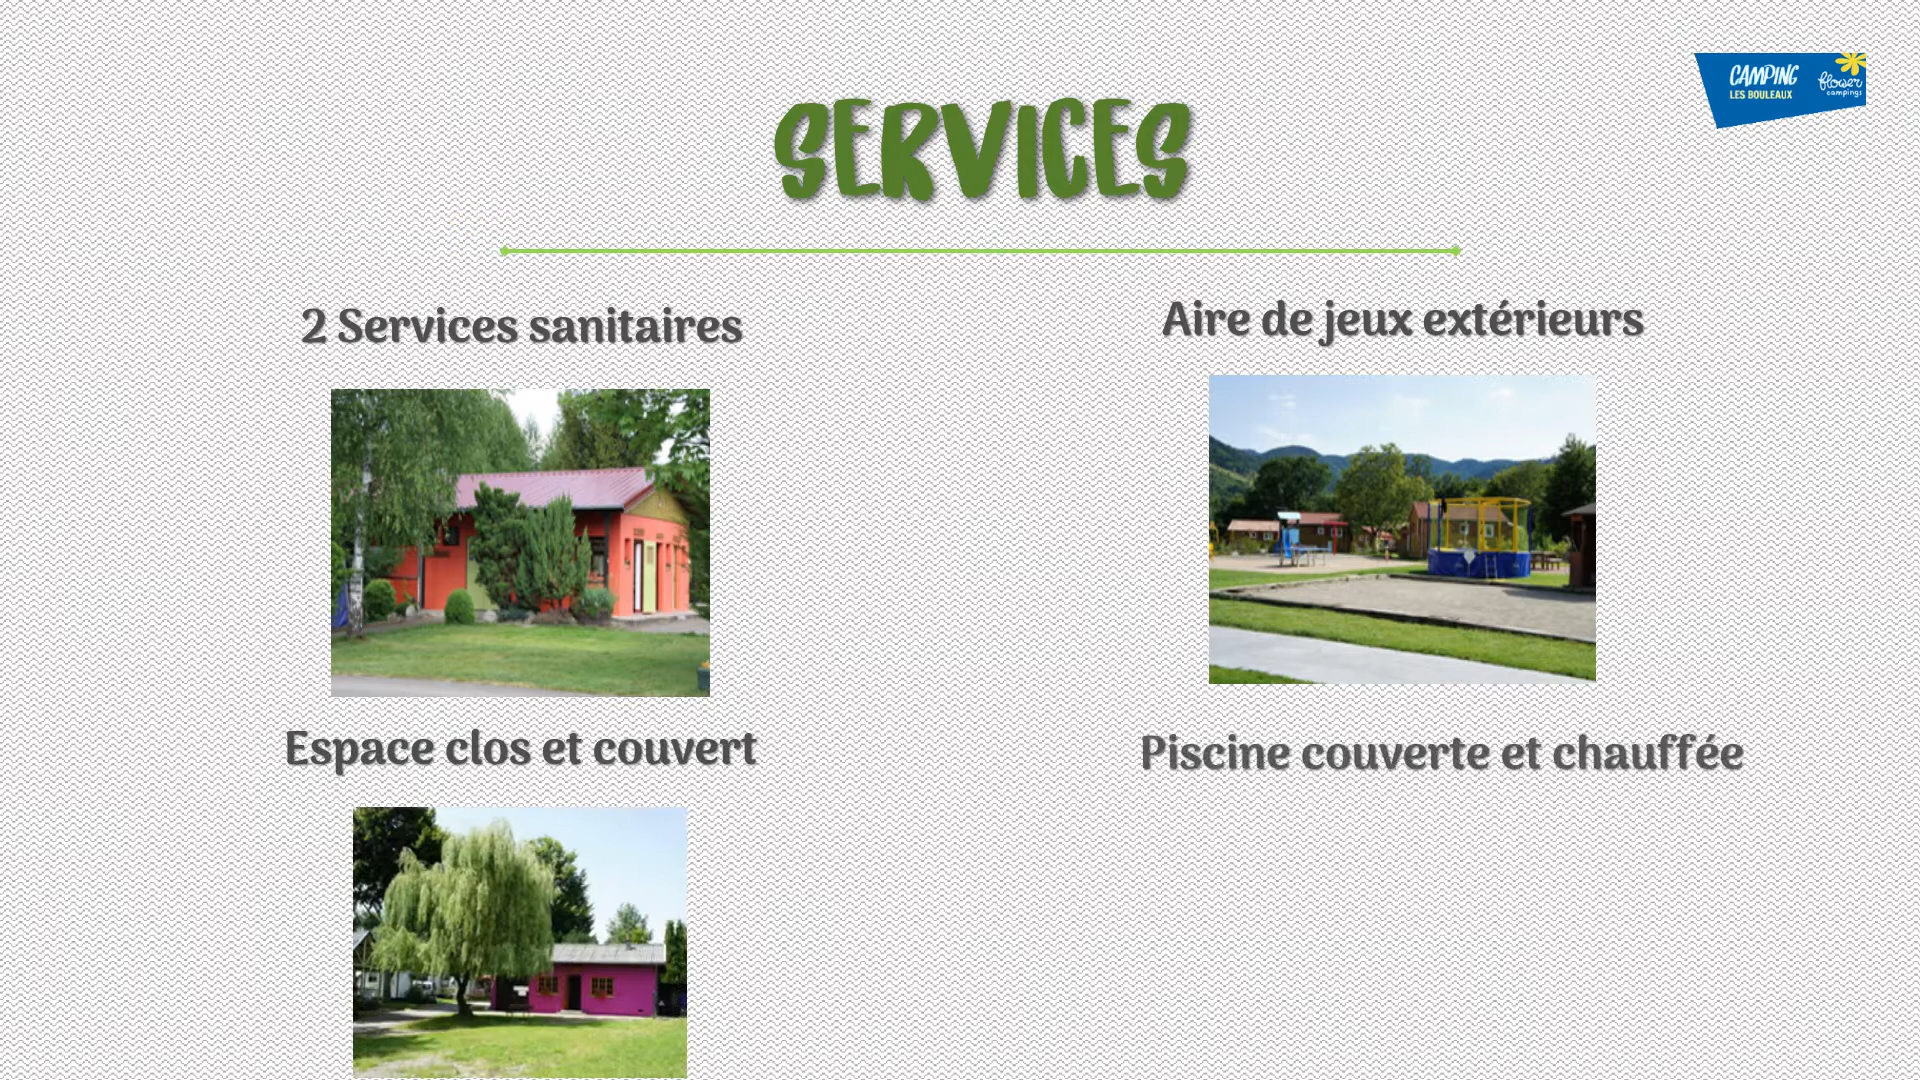 CAMPING
LES BOULEAUX
flower
campings
SERVICES
2 Services sanitaires
Aire de jeux extérieurs
Espace clos et couvert
Piscine couverte et chauffée